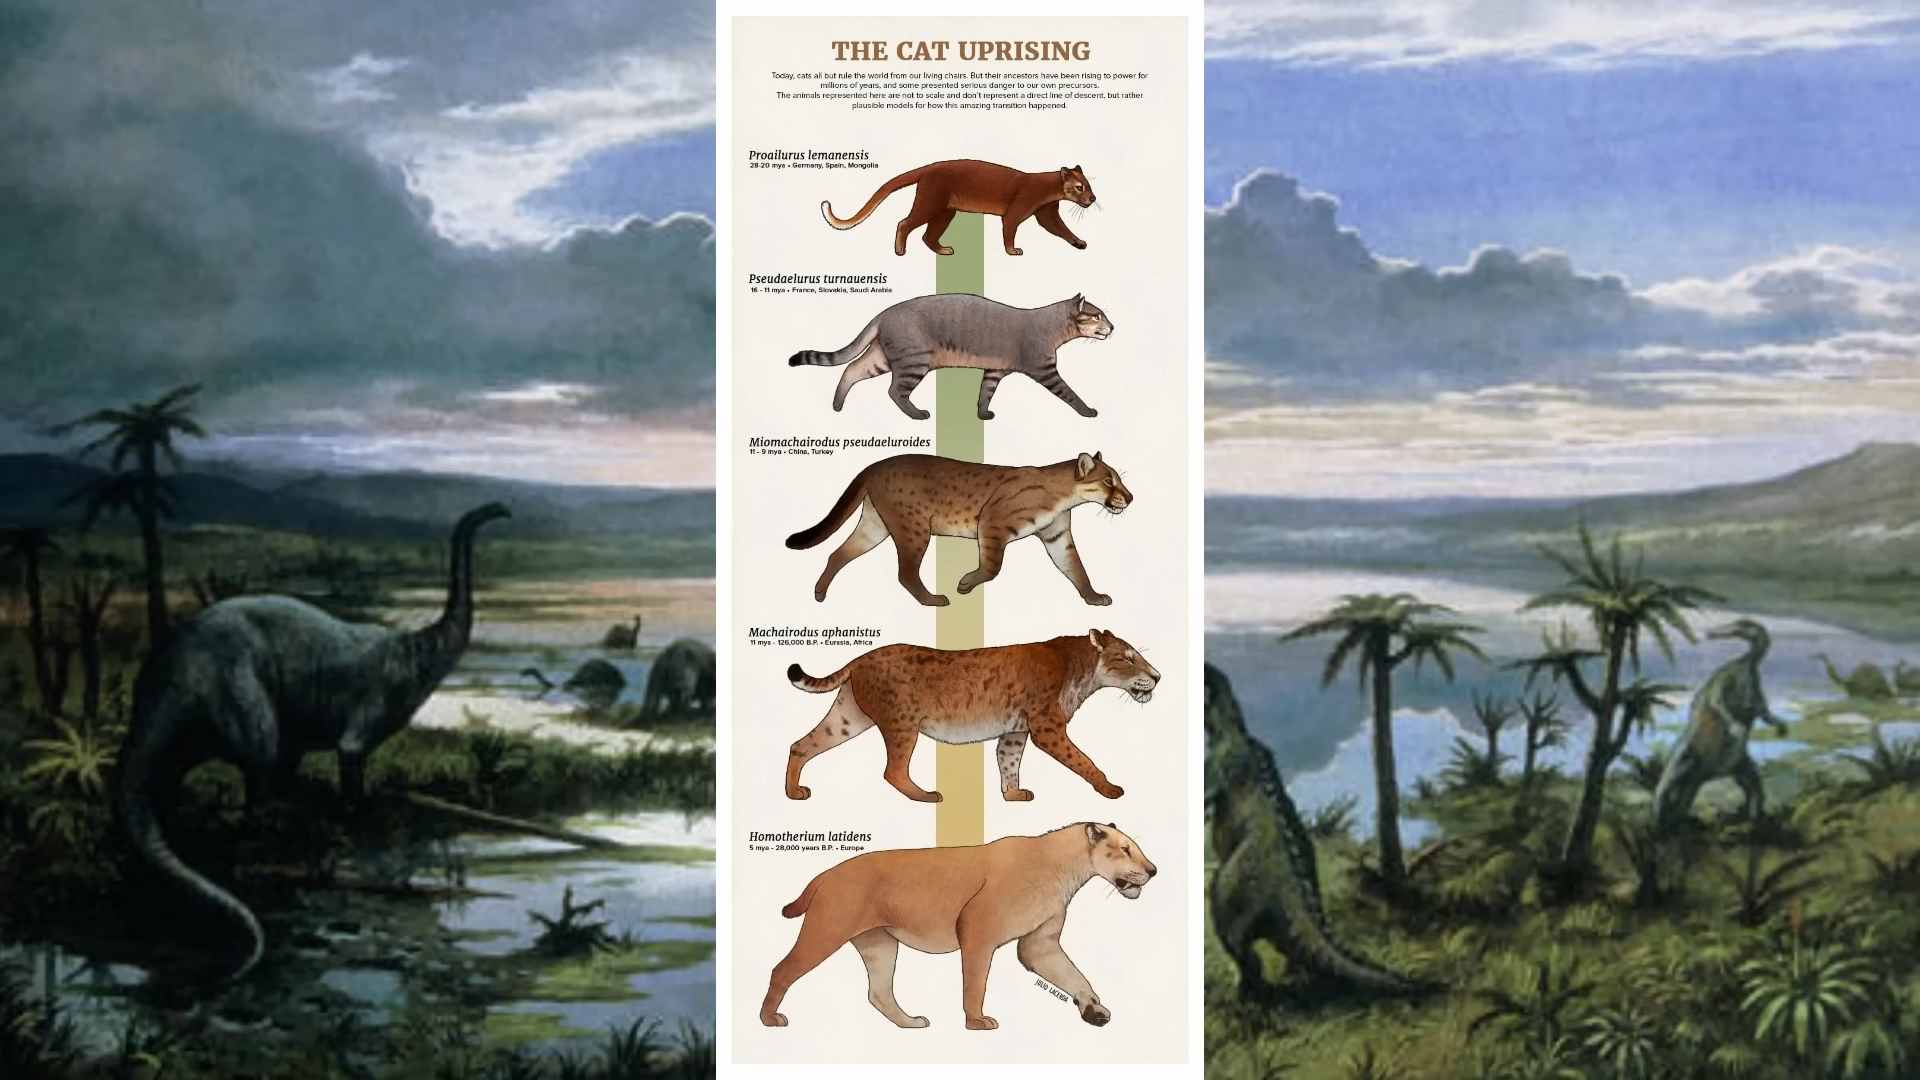 THE CAT UPRISING
Today, cats all but rule the world from our living chairs. But their ancestors have been rising to power for
millions of years, and some presented serious danger to our own precursors.
The animals represented here are not to scale and don't represent a direct line of descent, but rather
plausible models for how this amazing transition happened.
Proailurus lemanensis
28-20 mya • Germany, Spain, Mongolia
Pseudaelurus turnauensis
16 - 11 mya • France, Slovakia, Saudi Arabia
Miomachairodus pseudaeluroides
11 - 9 mya • China, Turkey
Machairodus aphanistus
11 mya - 126,000 B.P. • Eurasia, Africa
Homotherium latidens
5 mya - 28,000 years B.P. • Europe
JULIO LACERDA